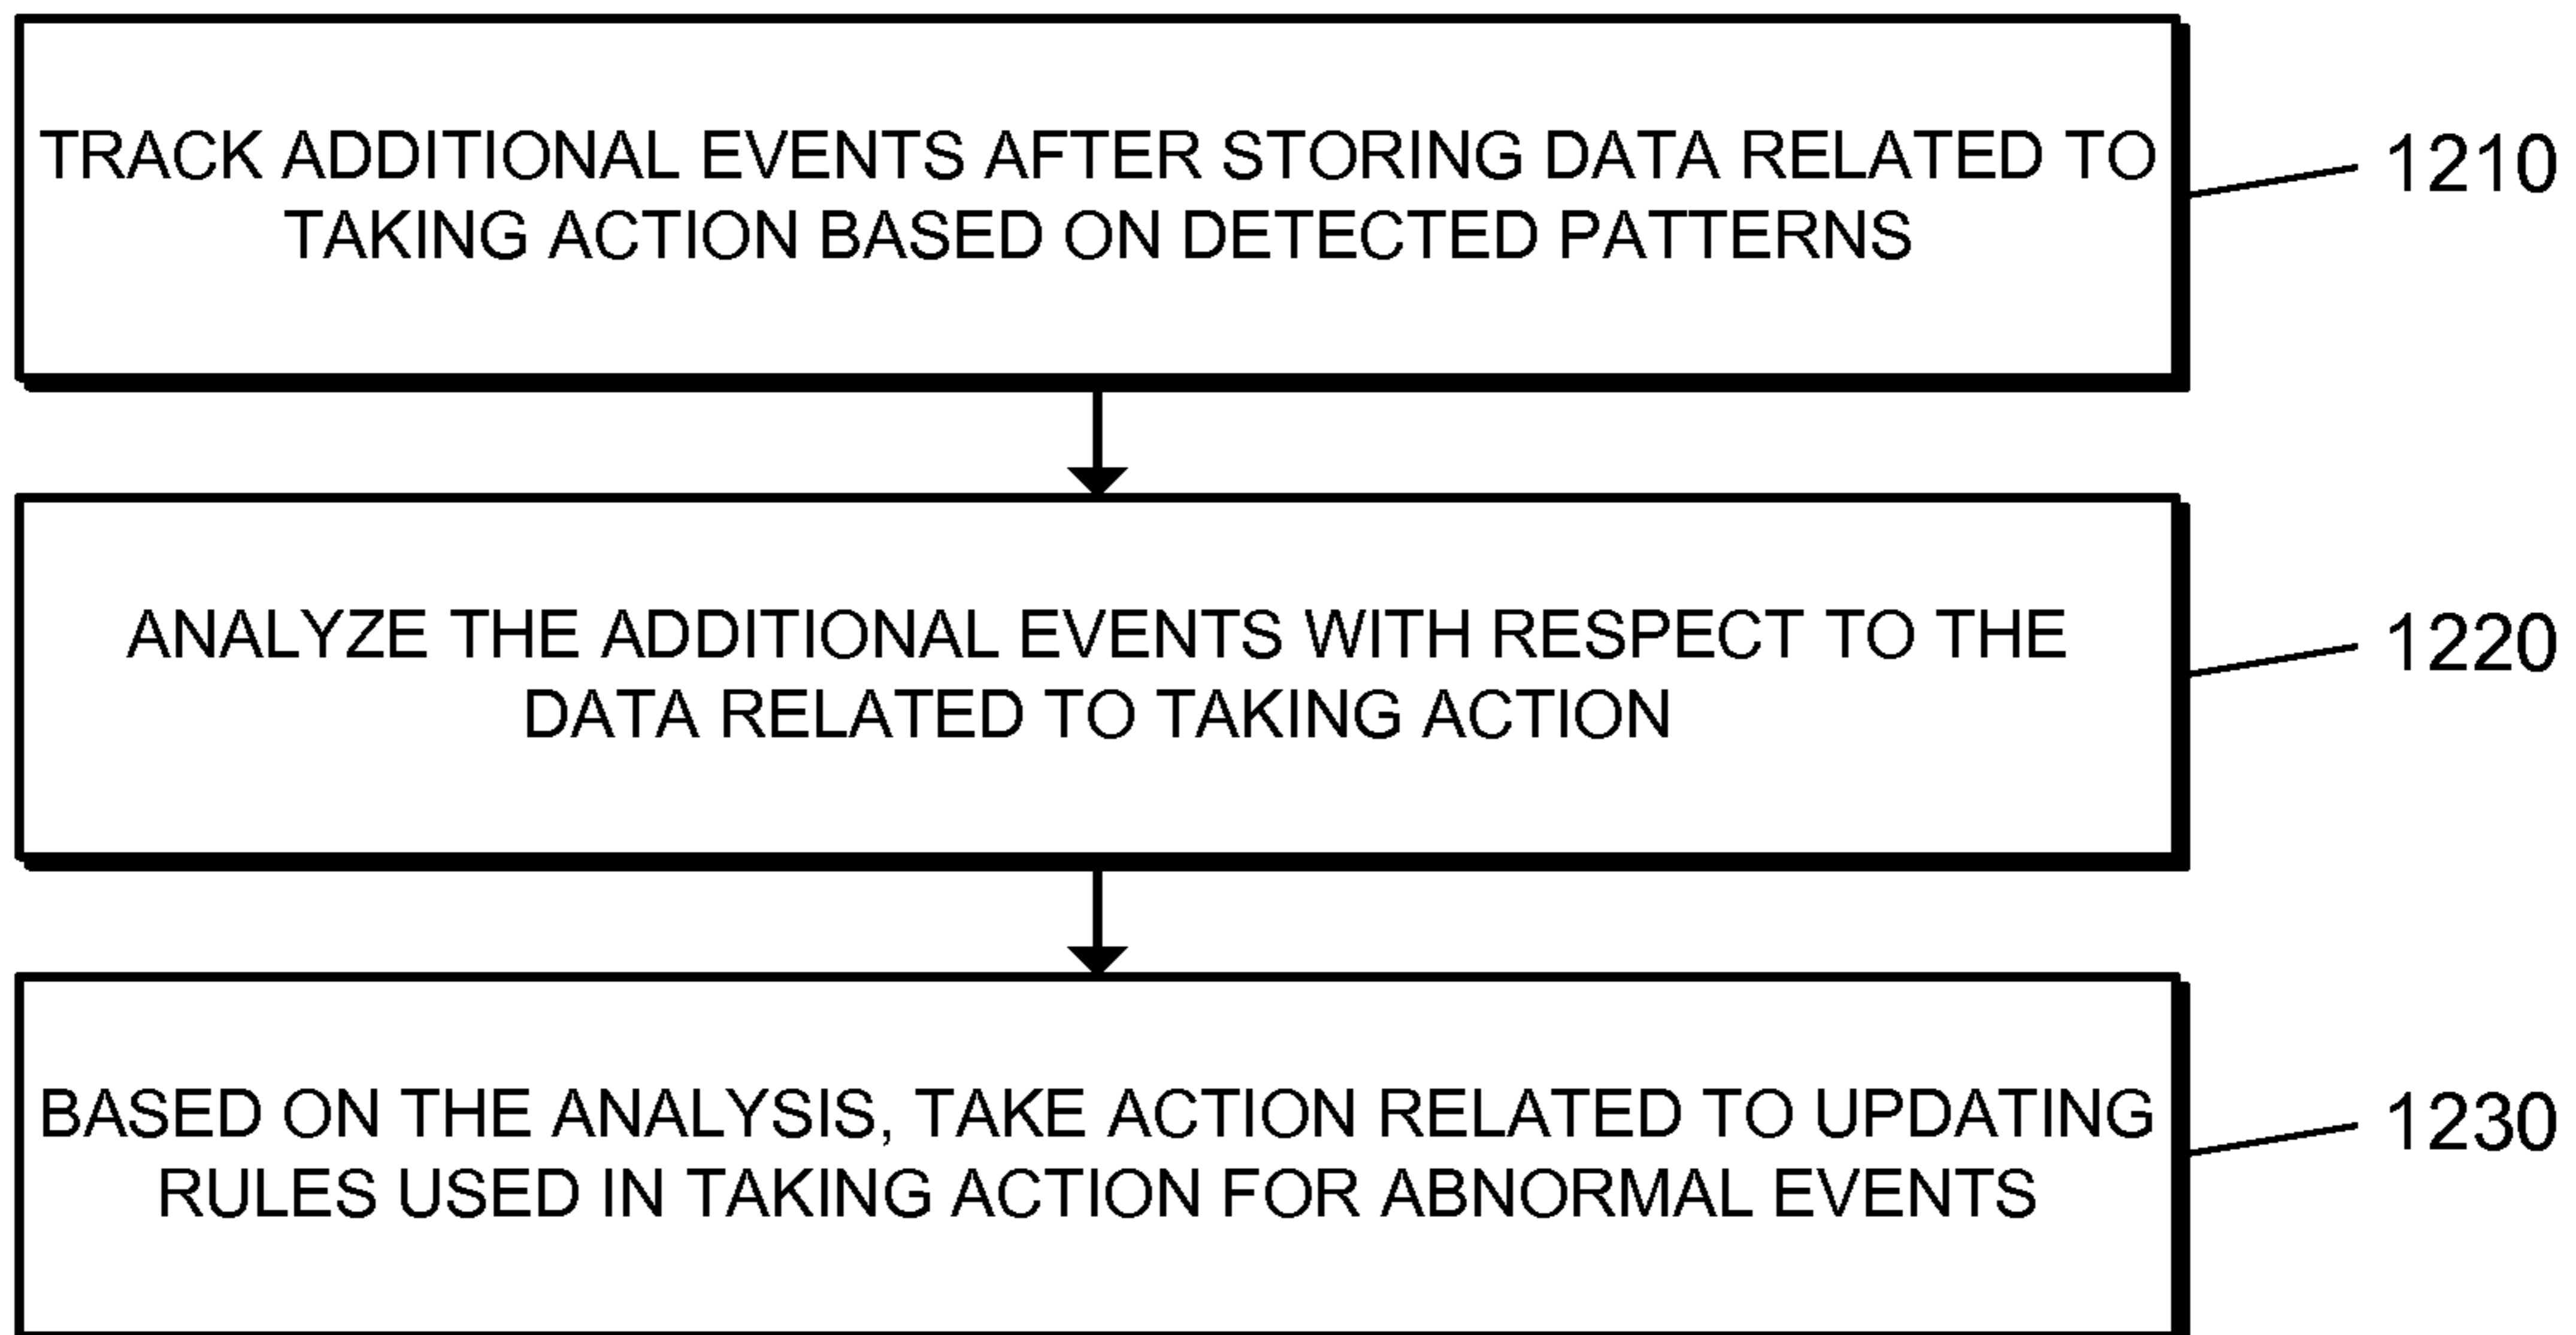 TRACK ADDITIONAL EVENTS AFTER STORING DATA RELATED TO
TAKING ACTION BASED ON DETECTED PATTERNS
1210
ANALYZE THE ADDITIONAL EVENTS WITH RESPECT TO THE
DATA RELATED TO TAKING ACTION
1220
BASED ON THE ANALYSIS, TAKE ACTION RELATED TO UPDATING
RULES USED IN TAKING ACTION FOR ABNORMAL EVENTS
1230